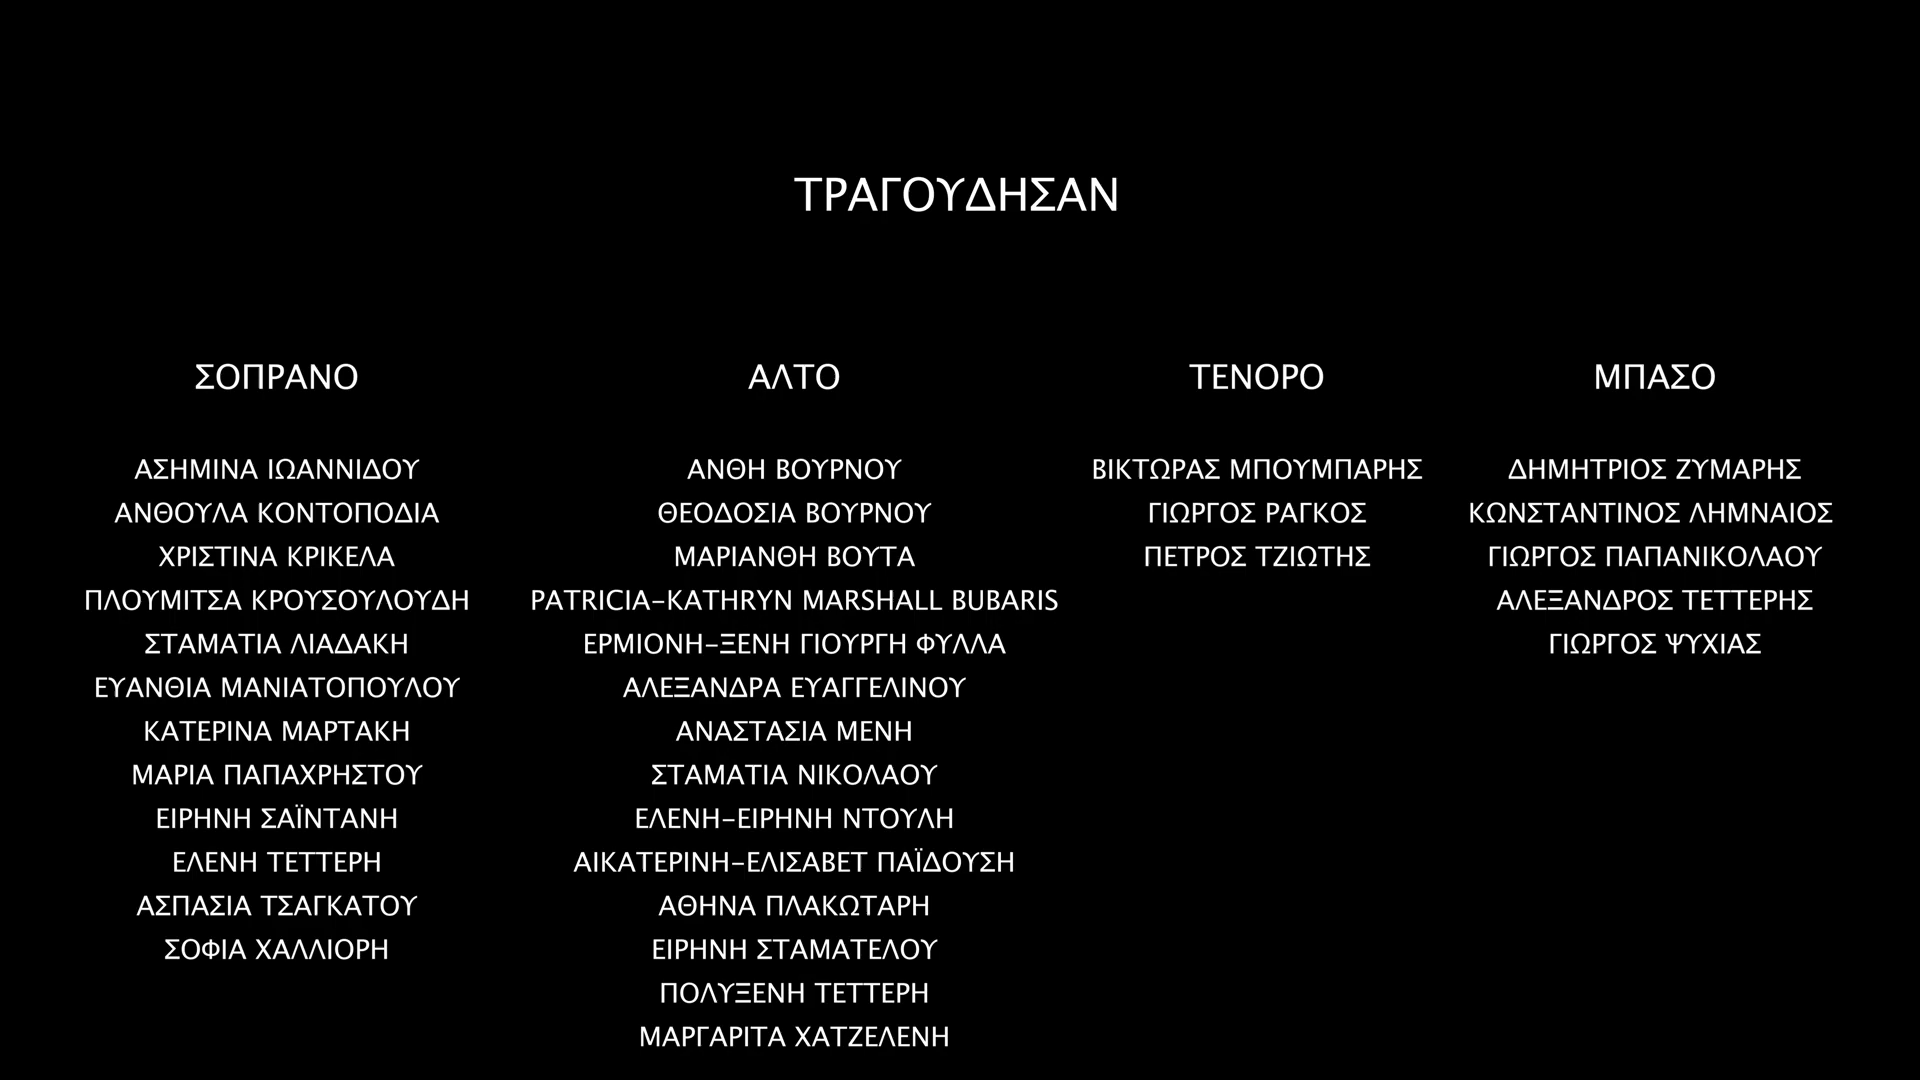 ΤΡΑΓΟΥΔΗΣΑΝ
ΣΟΠΡΑΝΟ
ΑΣΗΜΙΝΑ ΙΩΑΝΝΙΔΟΥ
ΑΝΘΟΥΛΑ ΚΟΝΤΟΠΟΔΙΑ
ΧΡΙΣΤΙΝΑ ΚΡΙΚΕΛΑ
ΠΛΟΥΜΙΤΣΑ ΚΡΟΥΣΟΥΛΟΥΔΗ
ΣΤΑΜΑΤΙΑ ΛΙΑΔΑΚΗ
ΕΥΑΝΘΙΑ ΜΑΝΙΑΤΟΠΟΥΛΟΥ
ΚΑΤΕΡΙΝΑ ΜΑΡΤΑΚΗ
ΜΑΡΙΑ ΠΑΠΑΧΡΗΣΤΟΥ
ΕΙΡΗΝΗ ΣΑΪΝΤΑΝΗ
ΕΛΕΝΗ ΤΕΤΤΕΡΗ
ΑΣΠΑΣΙΑ ΤΣΑΓΚΑΤΟΥ
ΣΟΦΙΑ ΧΑΛΛΙΟΡΗ
ΑΛΤΟ
ΑΝΘΗ ΒΟΥΡΝΟΥ
ΘΕΟΔΟΣΙΑ ΒΟΥΡΝΟΥ
ΜΑΡΙΑΝΘΗ ΒΟΥΤΑ
PATRICIA-KATHRYN MARSHALL BUBARIS
ΕΡΜΙΟΝΗ-ΞΕΝΗ ΓΙΟΥΡΓΗ ΦΥΛΛΑ
ΑΛΕΞΑΝΔΡΑ ΕΥΑΓΓΕΛΙΝΟΥ
ΑΝΑΣΤΑΣΙΑ ΜΕΝΗ
ΣΤΑΜΑΤΙΑ ΝΙΚΟΛΑΟΥ
ΕΛΕΝΗ-ΕΙΡΗΝΗ ΝΤΟΥΛΗ
ΑΙΚΑΤΕΡΙΝΗ-ΕΛΙΣΑΒΕΤ ΠΑΪΔΟΥΣΗ
ΑΘΗΝΑ ΠΛΑΚΩΤΑΡΗ
ΕΙΡΗΝΗ ΣΤΑΜΑΤΕΛΟΥ
ΠΟΛΥΞΕΝΗ ΤΕΤΤΕΡΗ
ΜΑΡΓΑΡΙΤΑ ΧΑΤΖΕΛΕΝΗ
ΤΕΝΟΡΟ
ΒΙΚΤΩΡΑΣ ΜΠΟΥΜΠΑΡΗΣ
ΓΙΩΡΓΟΣ ΡΑΓΚΟΣ
ΠΕΤΡΟΣ ΤΖΙΩΤΗΣ
ΜΠΑΣΟ
ΔΗΜΗΤΡΙΟΣ ΖΥΜΑΡΗΣ
ΚΩΝΣΤΑΝΤΙΝΟΣ ΛΗΜΝΑΙΟΣ
ΓΙΩΡΓΟΣ ΠΑΠΑΝΙΚΟΛΑΟΥ
ΑΛΕΞΑΝΔΡΟΣ ΤΕΤΤΕΡΗΣ
ΓΙΩΡΓΟΣ ΨΥΧΙΑΣ